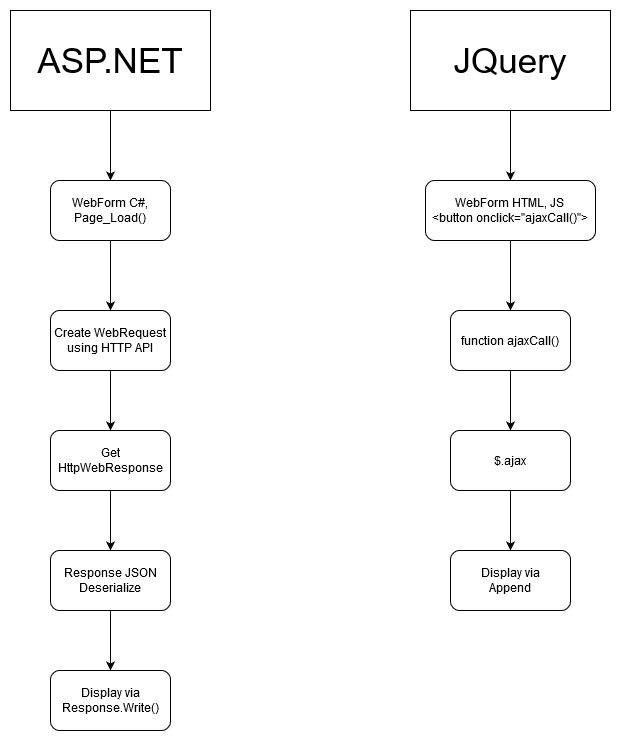 ASP.NET
WebForm C#,
Page_Load()
Create WebRequest
using HTTP API
Get
HttpWebResponse
Response JSON
Deserialize
Display via
Response.Write()
JQuery
WebForm HTML, JS
<button onclick="ajaxCall()">
function ajaxCall()
$.ajax
Display via
Append